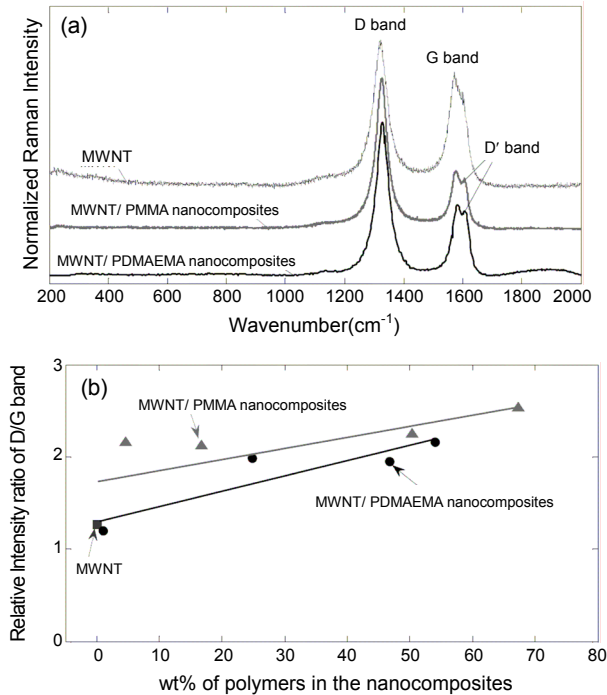 (a)
D band
G band
D' band
MWNT
MWNT/ PMMA nanocomposites
MWNT/ PDMAEMA nanocomposites
Normalized Raman Intensity
200 400 600 800 1000 1200 1400 1600 1800 2000
Wavenumber(cm⁻¹)
(b)
MWNT/ PMMA nanocomposites
MWNT/ PDMAEMA nanocomposites
MWNT
Relative Intensity ratio of D/G band
3
2
1
0
0 10 20 30 40 50 60 70 80
wt% of polymers in the nanocomposites